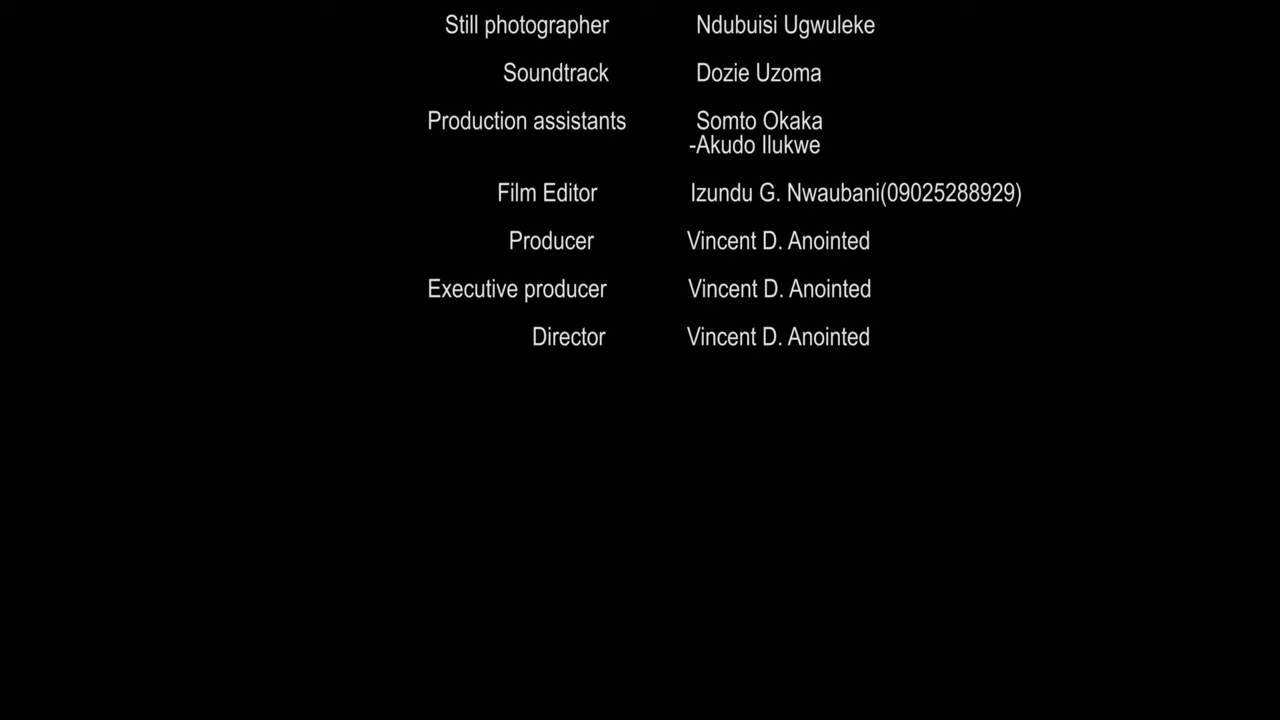 Still photographer Ndubuisi Ugwuleke
Soundtrack Dozie Uzoma
Production assistants Somto Okaka
-Akudo Ilukwe
Film Editor Izundu G. Nwaubani(09025288929)
Producer Vincent D. Anointed
Executive producer Vincent D. Anointed
Director Vincent D. Anointed